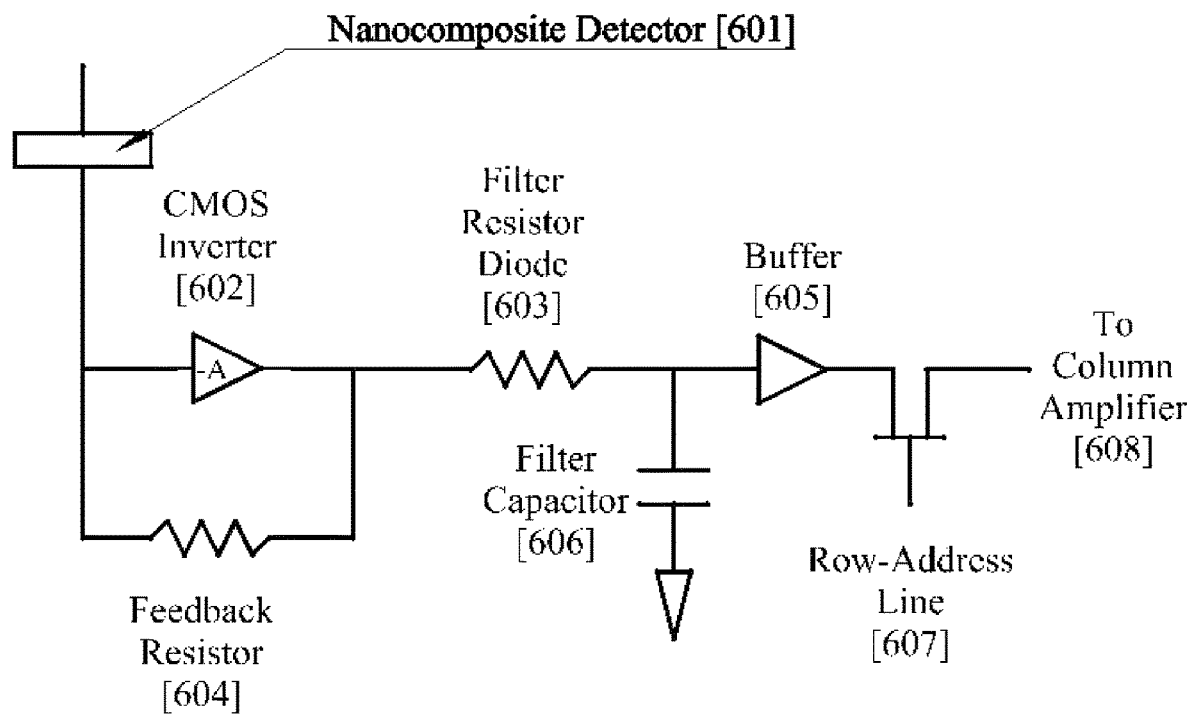 Nanocomposite Detector [601]
CMOS
Inverter
[602]
Filter
Resistor
Diode
[603]
Buffer
[605]
To
Column
Amplifier
[608]
-A
Filter
Capacitor
[606]
Row-Address
Line
[607]
Feedback
Resistor
[604]